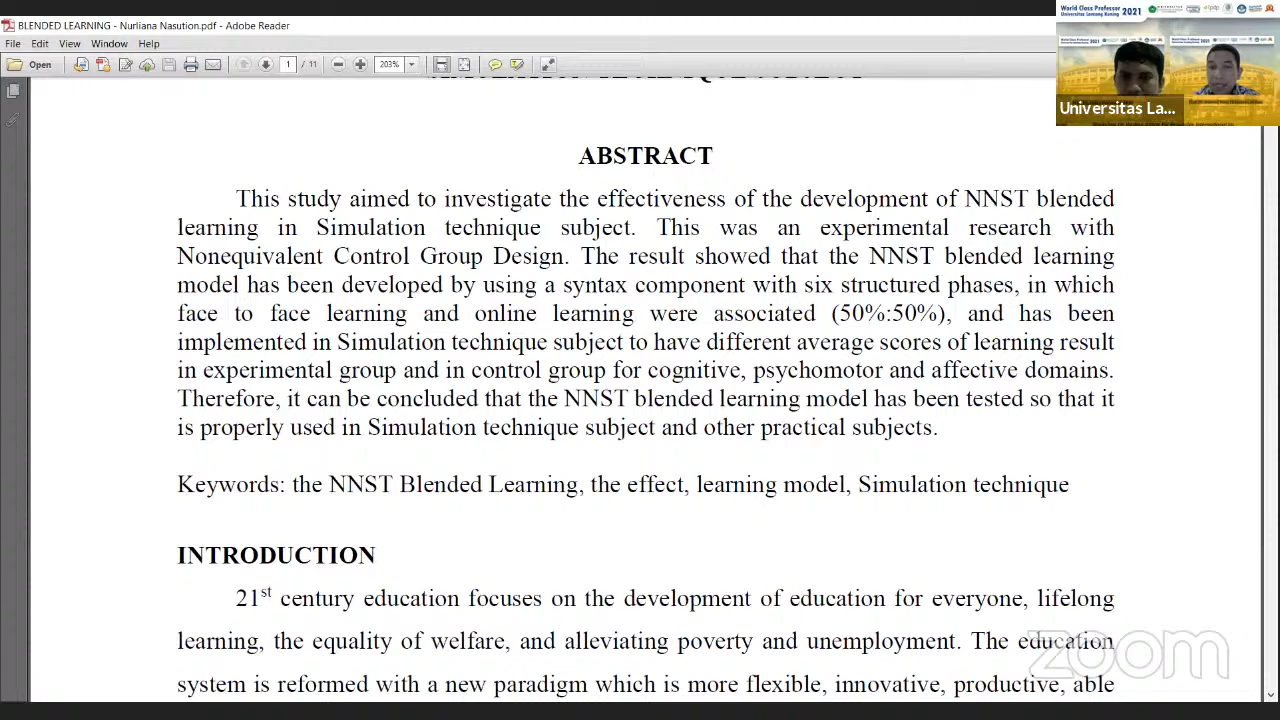 BLENDED LEARNING - Nurliana Nasution.pdf - Adobe Reader
File Edit View Window Help
Open 1 / 11 203%
World Class Professor
Universitas Lancang Kuning 2021
Universitas La...
ABSTRACT
This study aimed to investigate the effectiveness of the development of NNST blended
learning in Simulation technique subject. This was an experimental research with
Nonequivalent Control Group Design. The result showed that the NNST blended learning
model has been developed by using a syntax component with six structured phases, in which
face to face learning and online learning were associated (50%:50%), and has been
implemented in Simulation technique subject to have different average scores of learning result
in experimental group and in control group for cognitive, psychomotor and affective domains.
Therefore, it can be concluded that the NNST blended learning model has been tested so that it
is properly used in Simulation technique subject and other practical subjects.
Keywords: the NNST Blended Learning, the effect, learning model, Simulation technique
INTRODUCTION
21st century education focuses on the development of education for everyone, lifelong
learning, the equality of welfare, and alleviating poverty and unemployment. The education
system is reformed with a new paradigm which is more flexible, innovative, productive, able
zoom